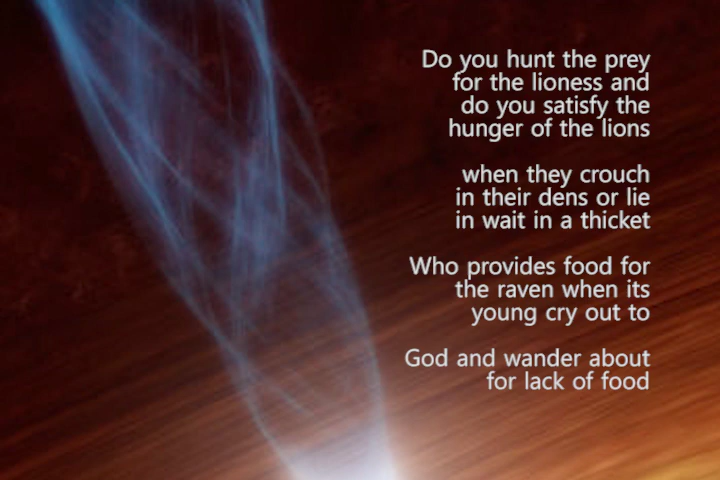 Do you hunt the prey
for the lioness and
do you satisfy the
hunger of the lions
when they crouch
in their dens or lie
in wait in a thicket
Who provides food for
the raven when its
young cry out to
God and wander about
for lack of food